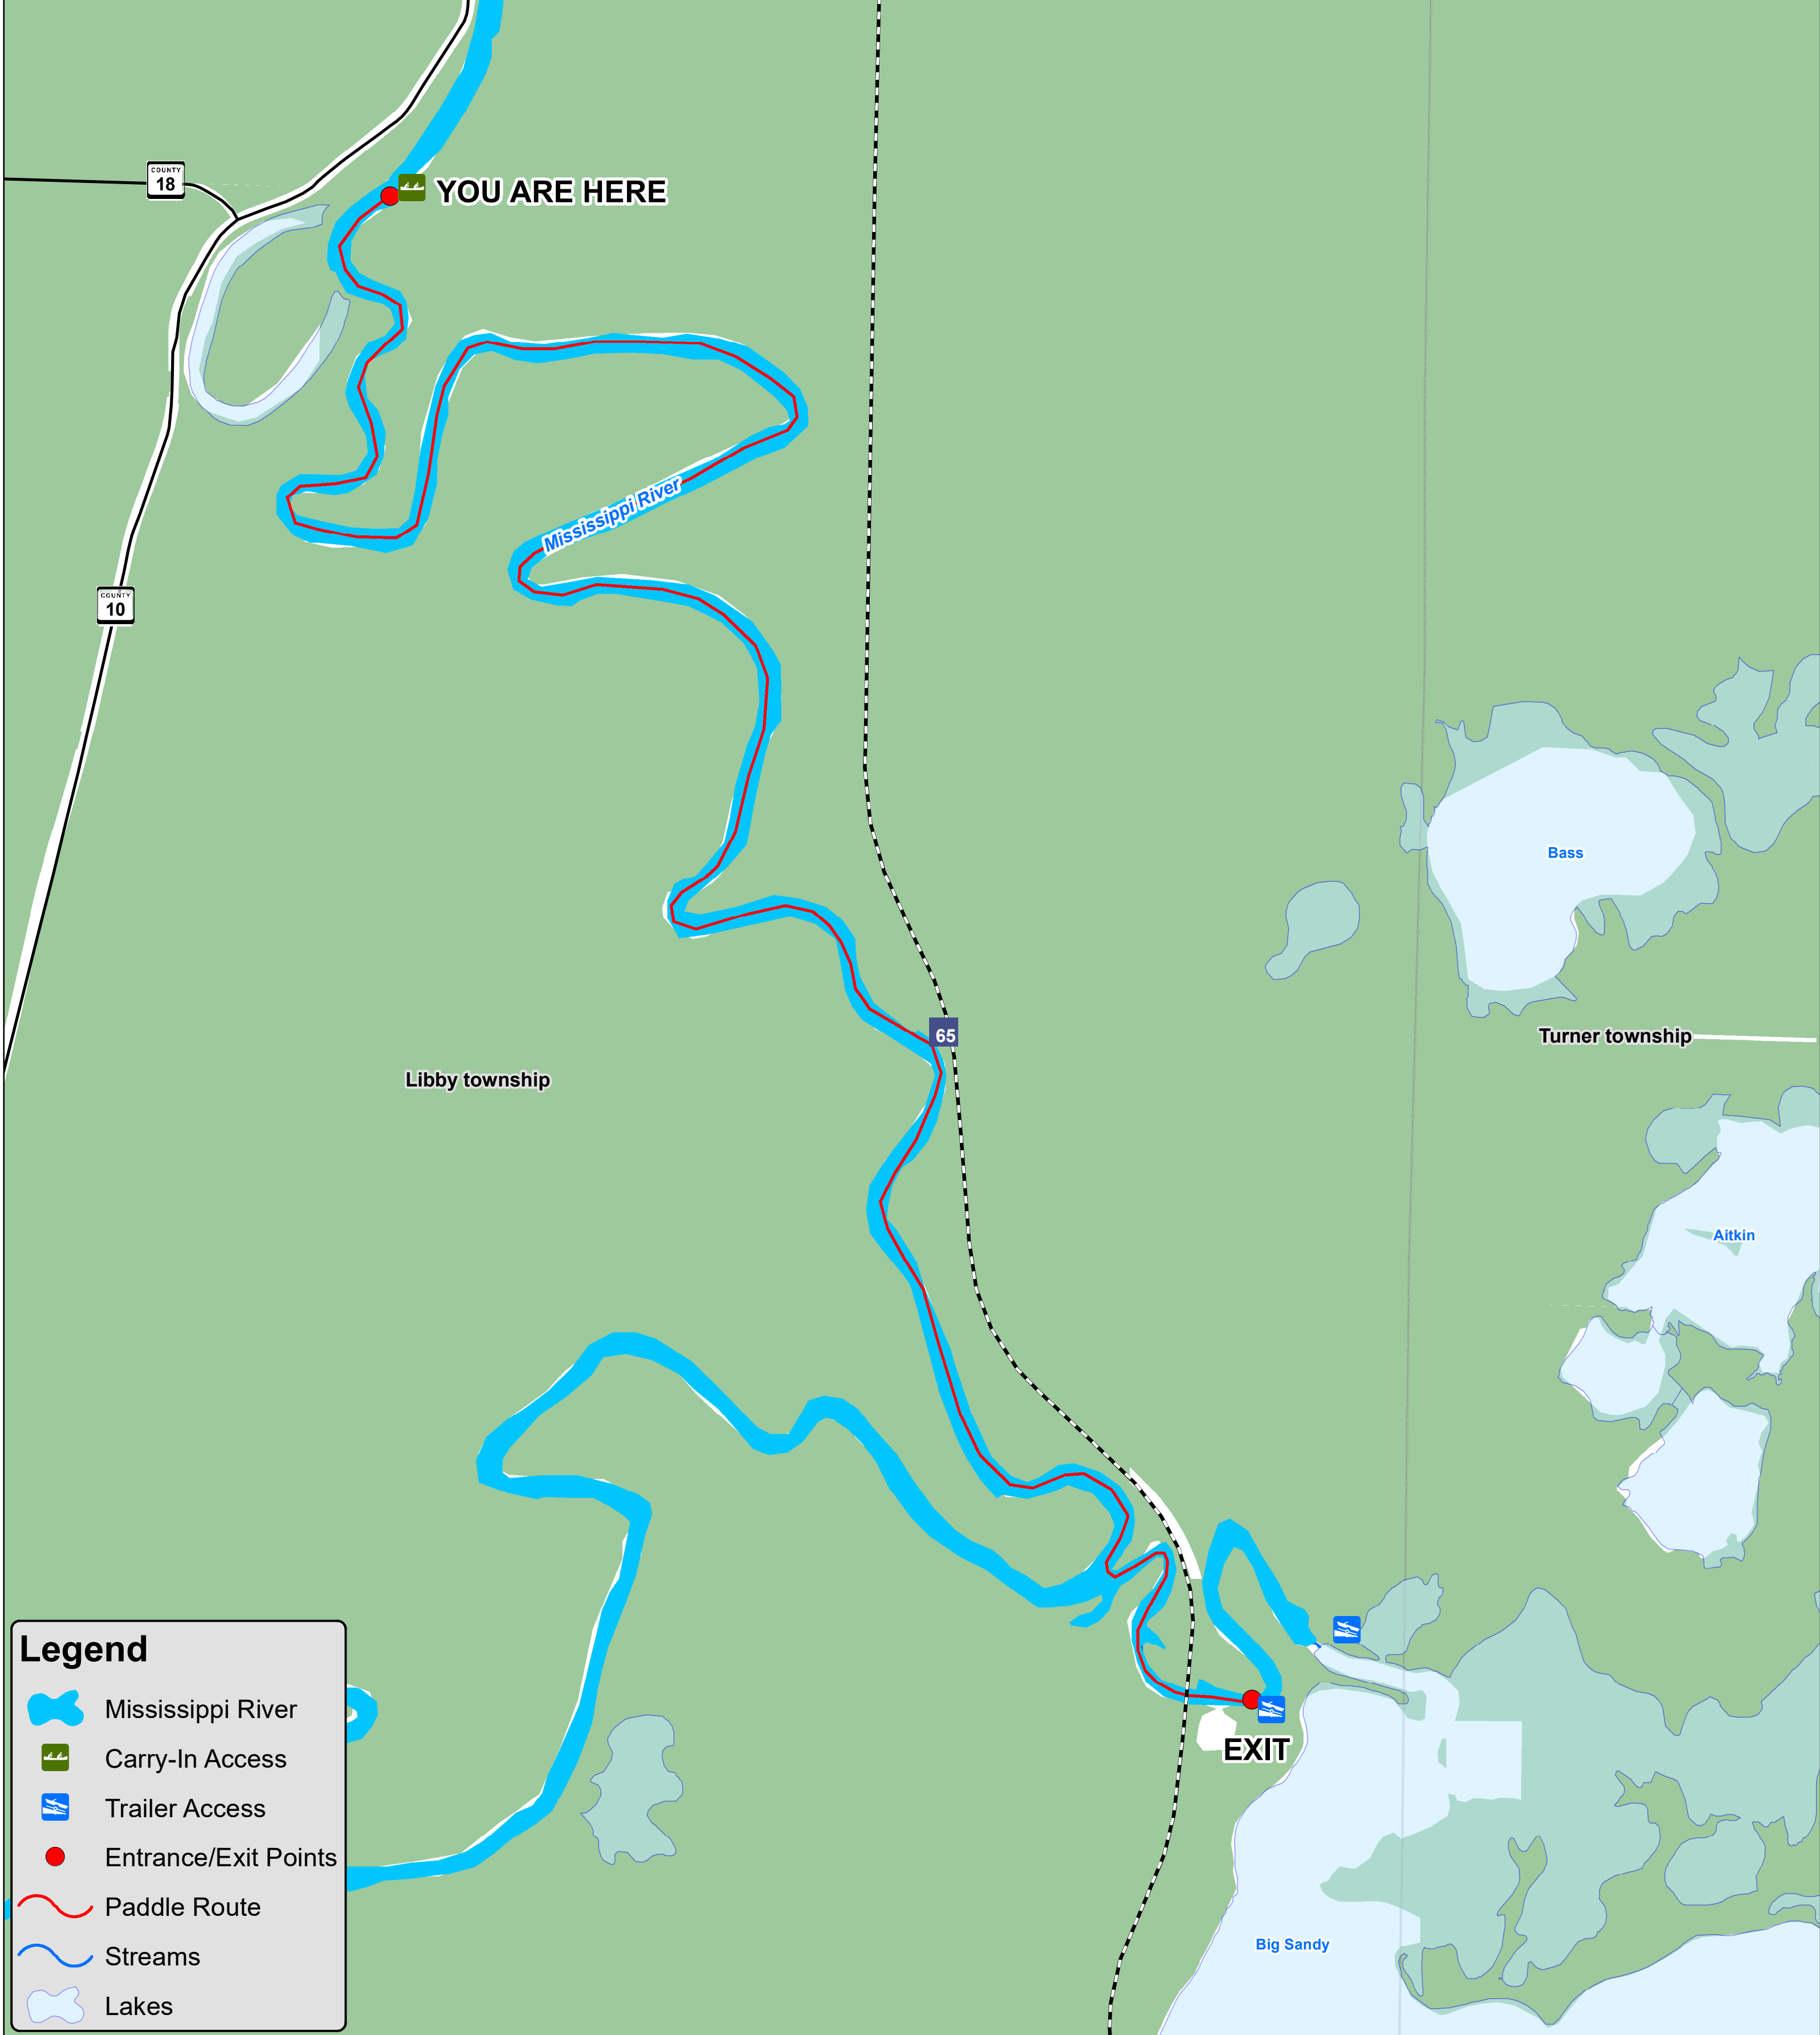 COUNTY
18
YOU ARE HERE
Mississippi River
COUNTY
10
Bass
65
Turner township
Libby township
Aitkin
EXIT
Big Sandy
Legend
Mississippi River
Carry-In Access
Trailer Access
Entrance/Exit Points
Paddle Route
Streams
Lakes